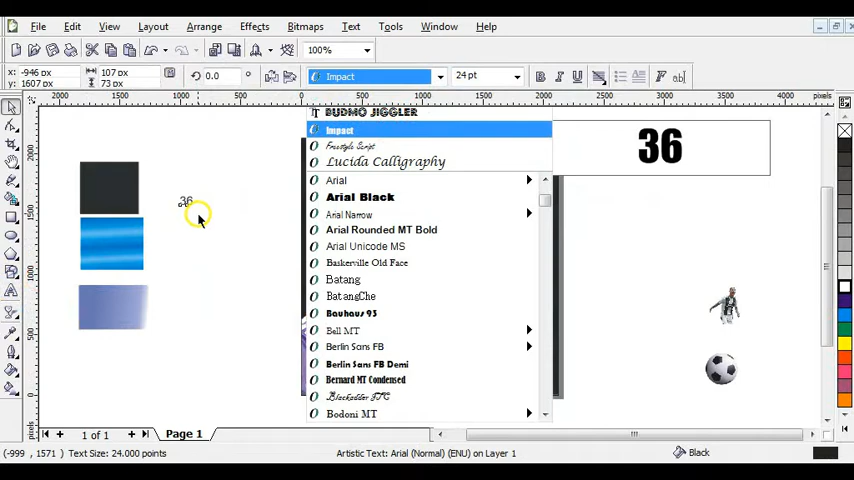 File Edit View Layout Arrange Effects Bitmaps Text Tools Window Help
100%
x: -946 px
y: 1607 px
107 px
73 px
0.0 °
Impact
24 pt
B I U
2000 1500 1000 500 500 1000 1500 2000 2500 3000 3500 4000
pixels
2000
1500
1000
500
0
36
36
BUDMO JIGGLER
Impact
Freestyle Script
Lucida Calligraphy
Arial
Arial Black
Arial Narrow
Arial Rounded MT Bold
Arial Unicode MS
Baskerville Old Face
Batang
BatangChe
Bauhaus 93
Bell MT
Berlin Sans FB
Berlin Sans FB Demi
Bernard MT Condensed
Blackadder ITC
Bodoni MT
1 of 1
Page 1
(-999 , 1571) Text Size: 24.000 points
Artistic Text: Arial (Normal) (ENU) on Layer 1
Black